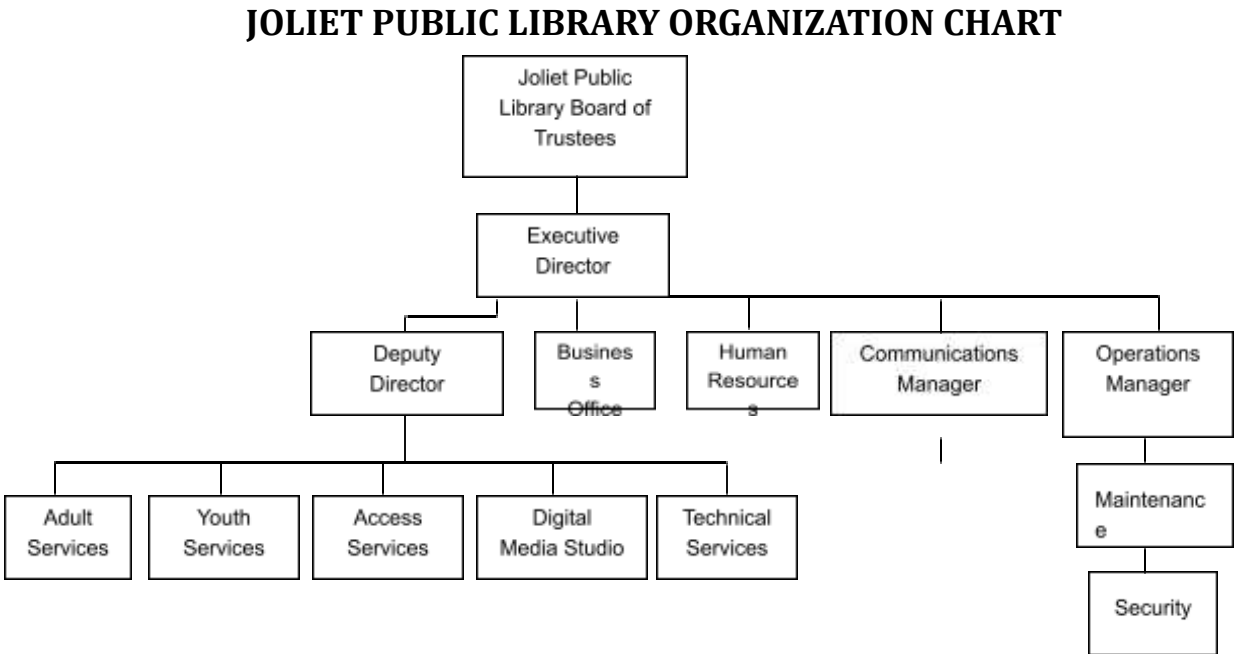 JOLIET PUBLIC LIBRARY ORGANIZATION CHART
Joliet Public
Library Board of
Trustees
Executive
Director
Deputy
Director
Busines
s
Office
Human
Resource
s
Communications
Manager
Operations
Manager
Adult
Services
Youth
Services
Access
Services
Digital
Media Studio
Technical
Services
Maintenanc
e
Security